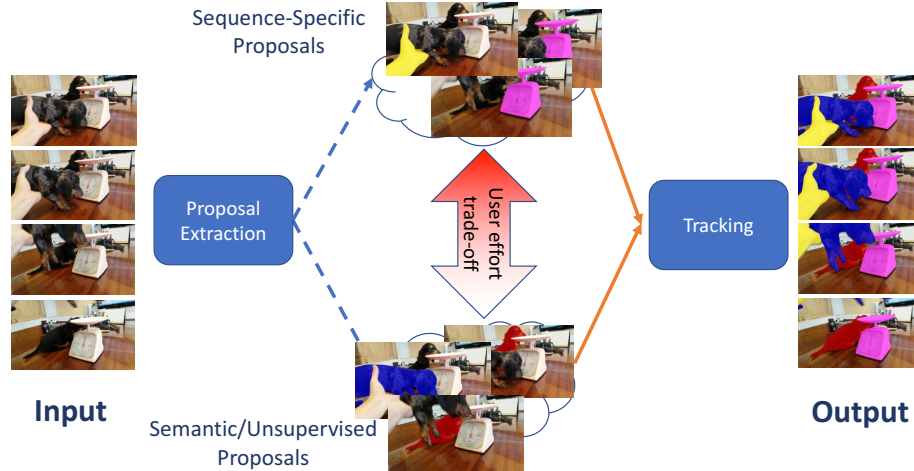 Sequence-Specific
Proposals
Proposal
Extraction
User effort
trade-off
Tracking
Input
Output
Semantic/Unsupervised
Proposals